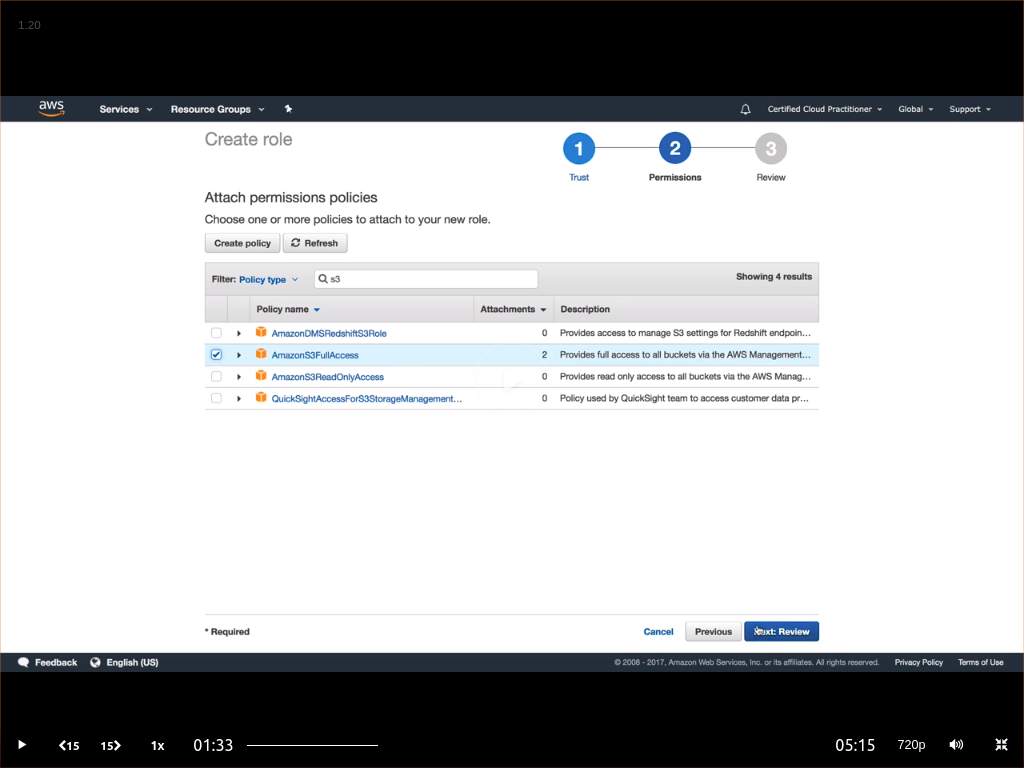 1.20
aws Services Resource Groups Certified Cloud Practitioner Global Support
Create role
1 2 3
Trust Permissions Review
Attach permissions policies
Choose one or more policies to attach to your new role.
Create policy Refresh
Filter: Policy type s3 Showing 4 results
Policy name Attachments Description
AmazonDMSRedshiftS3Role 0 Provides access to manage S3 settings for Redshift endpoin...
AmazonS3FullAccess 2 Provides full access to all buckets via the AWS Management...
AmazonS3ReadOnlyAccess 0 Provides read only access to all buckets via the AWS Manag...
QuickSightAccessForS3StorageManagement... 0 Policy used by QuickSight team to access customer data pr...
* Required Cancel Previous Next: Review
Feedback English (US) © 2008 - 2017, Amazon Web Services, Inc. or its affiliates. All rights reserved. Privacy Policy Terms of Use
15 15 1x 01:33 05:15 720p